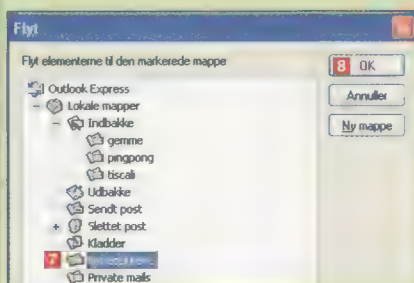 Flyt
Flyt elementerne til den markerede mappe
8 OK
Outlook Express
Annuller
Lokale mapper
Ny mappe
Indbakke
gemme
pingpong
tiscali
Udbakke
Sendt post
Slettet post
Kladder
7
Private mails